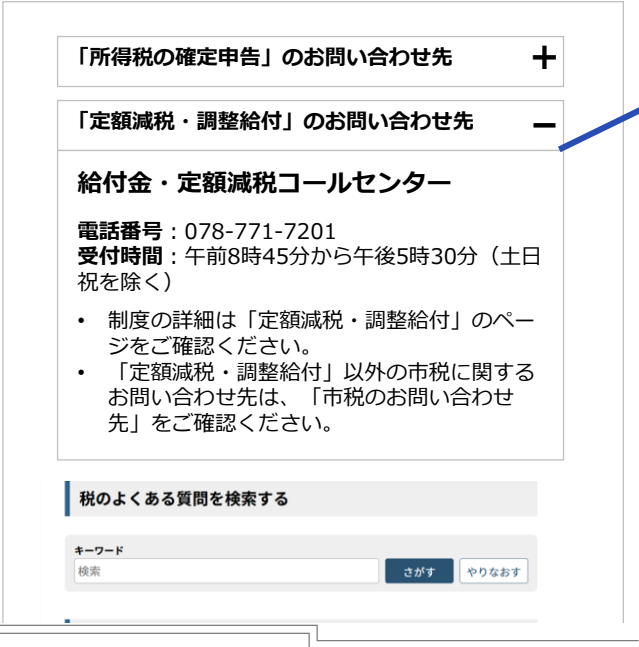 「所得税の確定申告」のお問い合わせ先 +
「定額減税・調整給付」のお問い合わせ先 −
給付金・定額減税コールセンター
電話番号：078-771-7201
受付時間：午前8時45分から午後5時30分（土日
祝を除く）
• 制度の詳細は「定額減税・調整給付」のペー
ジをご確認ください。
• 「定額減税・調整給付」以外の市税に関する
お問い合わせ先は、「市税のお問い合わせ
先」をご確認ください。
税のよくある質問を検索する
キーワード
検索 さがす やりなおす